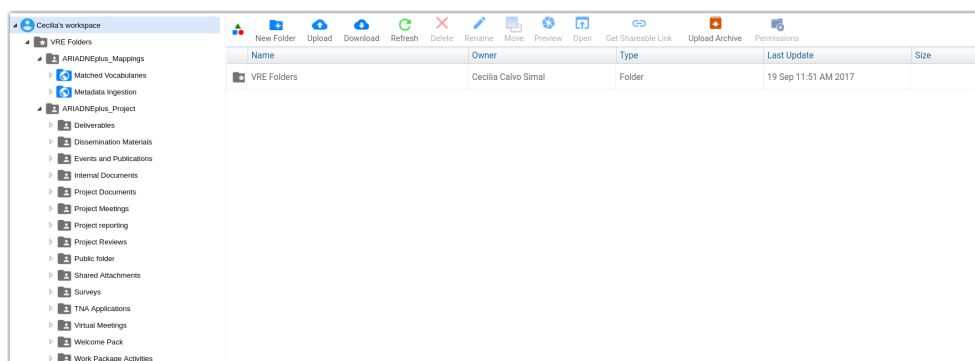 Cecilia's workspace
VRE Folders
ARIADNEplus_Mappings
Matched Vocabularies
Metadata Ingestion
ARIADNEplus_Project
Deliverables
Dissemination Materials
Events and Publications
Internal Documents
Project Documents
Project Meetings
Project reporting
Project Reviews
Public folder
Shared Attachments
Surveys
TNA Applications
Virtual Meetings
Welcome Pack
Work Package Activities
New Folder Upload Download Refresh Delete Rename Move Preview Open Get Shareable Link Upload Archive Permissions
Name Owner Type Last Update Size
VRE Folders Cecilia Calvo Simal Folder 19 Sep 11:51 AM 2017